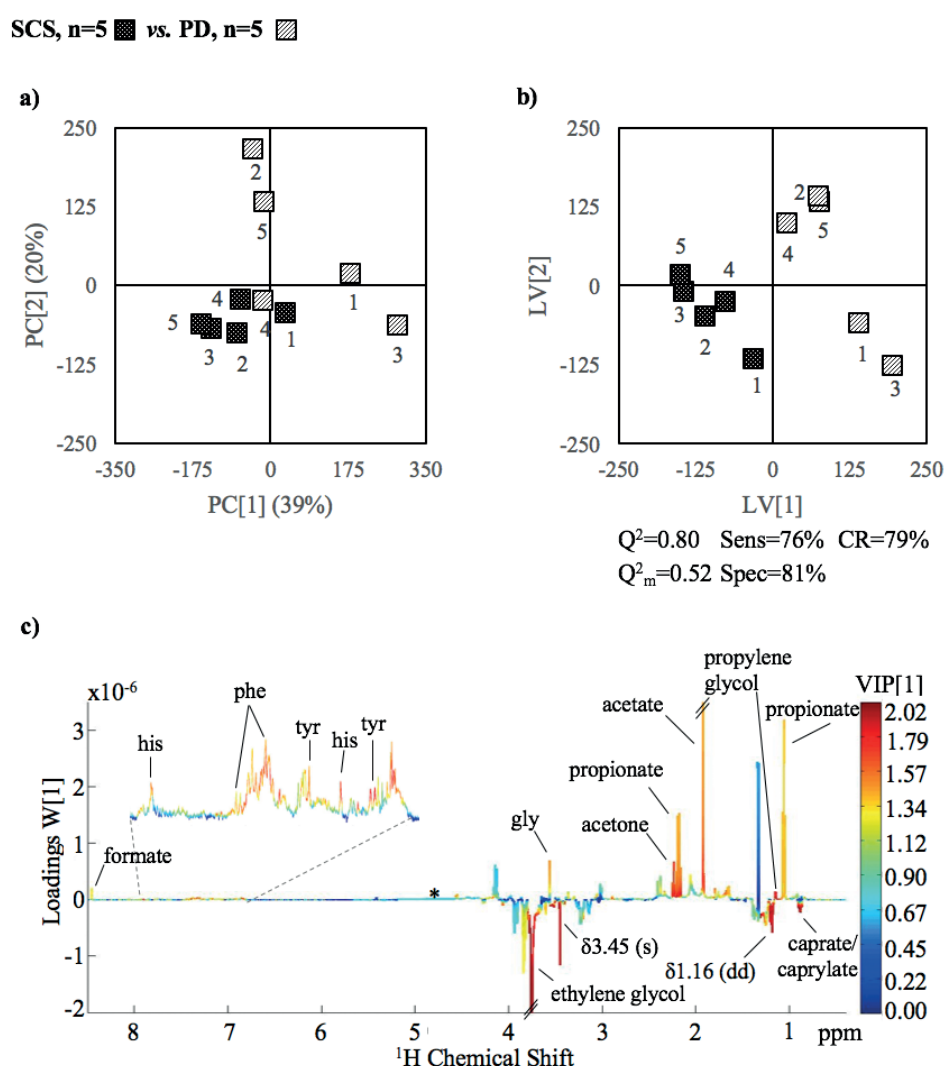 SCS, n=5 vs. PD, n=5
a)
250
125
0
-125
-250
PC[2] (20%)
2
5
1
4
4
1
3
5
3
2
-350 -175 0 175 350
PC[1] (39%)
b)
250
125
0
-125
-250
LV[2]
2
5
4
5
4
3
2
1
1
3
-250 -125 0 125 250
LV[1]
Q²=0.80 Sens=76% CR=79%
Q²m=0.52 Spec=81%
c)
x10⁻⁶
3
2
1
0
-1
-2
Loadings W[1]
formate
his
phe
tyr
his
tyr
*
gly
δ3.45 (s)
ethylene glycol
propionate
acetone
acetate
propylene
glycol
propionate
δ1.16 (dd)
caprate/
caprylate
8 7 6 5 4 3 2 1 ppm
¹H Chemical Shift
VIP[1]
2.02
1.79
1.57
1.34
1.12
0.90
0.67
0.45
0.22
0.00